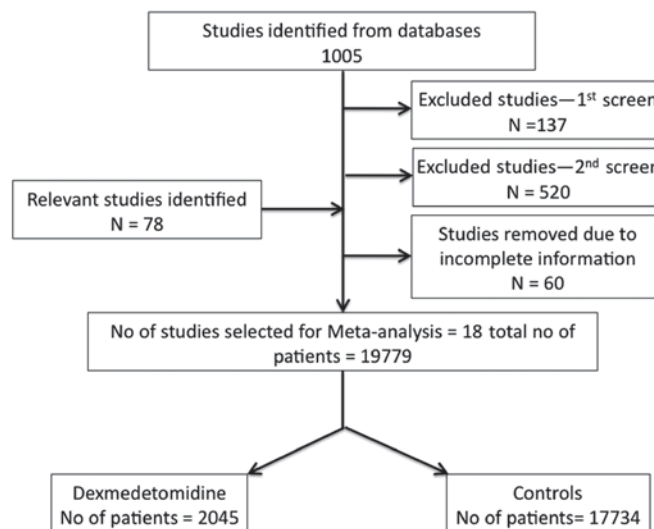 Studies identified from databases
1005
Excluded studies—1st screen
N =137
Excluded studies—2nd screen
N = 520
Relevant studies identified
N = 78
Studies removed due to
incomplete information
N = 60
No of studies selected for Meta-analysis = 18 total no of
patients = 19779
Dexmedetomidine
No of patients = 2045
Controls
No of patients= 17734